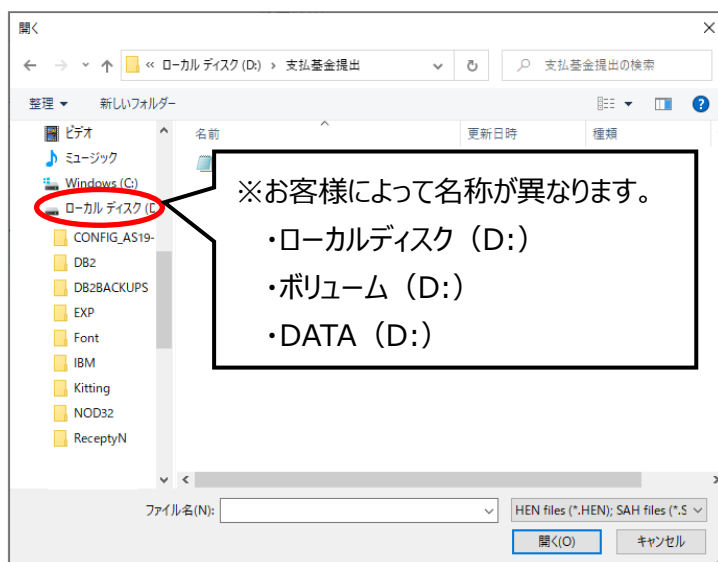 開く
« ローカル ディスク (D:) › 支払基金提出
支払基金提出の検索
整理 新しいフォルダー
名前 更新日時 種類
ビデオ
ミュージック
Windows (C:)
ローカル ディスク (D
CONFIG_AS19-
DB2
DB2BACKUPS
EXP
Font
IBM
Kitting
NOD32
ReceptyN
※お客様によって名称が異なります。
・ローカルディスク（D:）
・ボリューム（D:）
・DATA（D:）
ファイル名(N):
HEN files (*.HEN); SAH files (*.S
開く(O) キャンセル